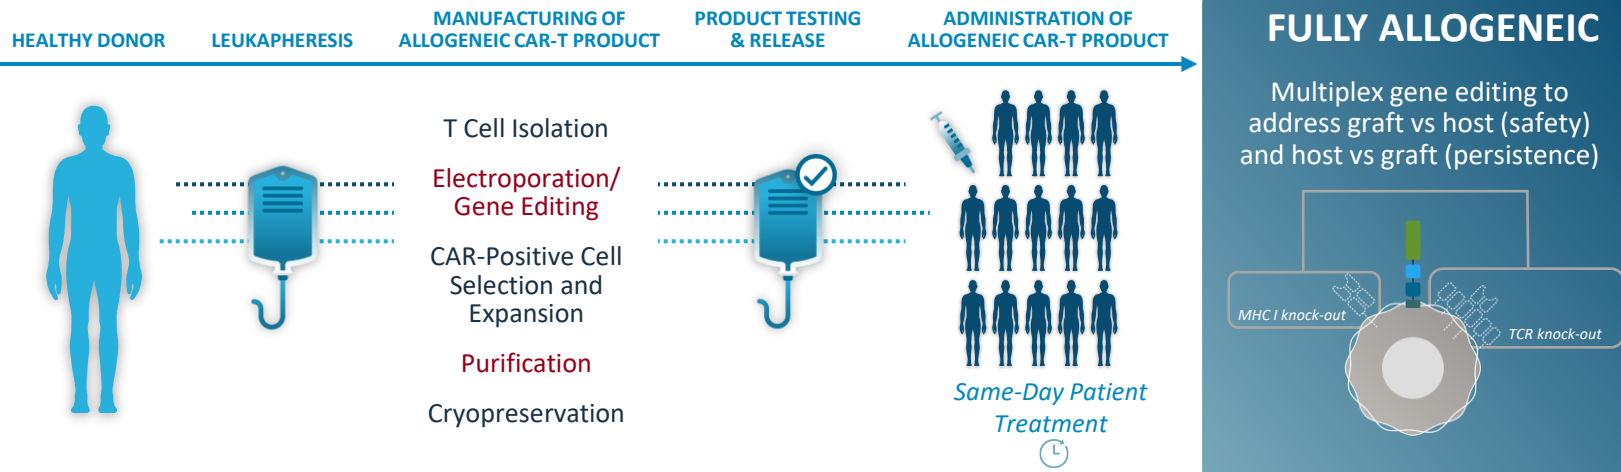 HEALTHY DONOR
LEUKAPHERESIS
MANUFACTURING OF
ALLOGENEIC CAR-T PRODUCT
PRODUCT TESTING
& RELEASE
ADMINISTRATION OF
ALLOGENEIC CAR-T PRODUCT
T Cell Isolation
Electroporation/
Gene Editing
CAR-Positive Cell
Selection and
Expansion
Purification
Cryopreservation
Same-Day Patient
Treatment
FULLY ALLOGENEIC
Multiplex gene editing to
address graft vs host (safety)
and host vs graft (persistence)
MHC I knock-out
TCR knock-out